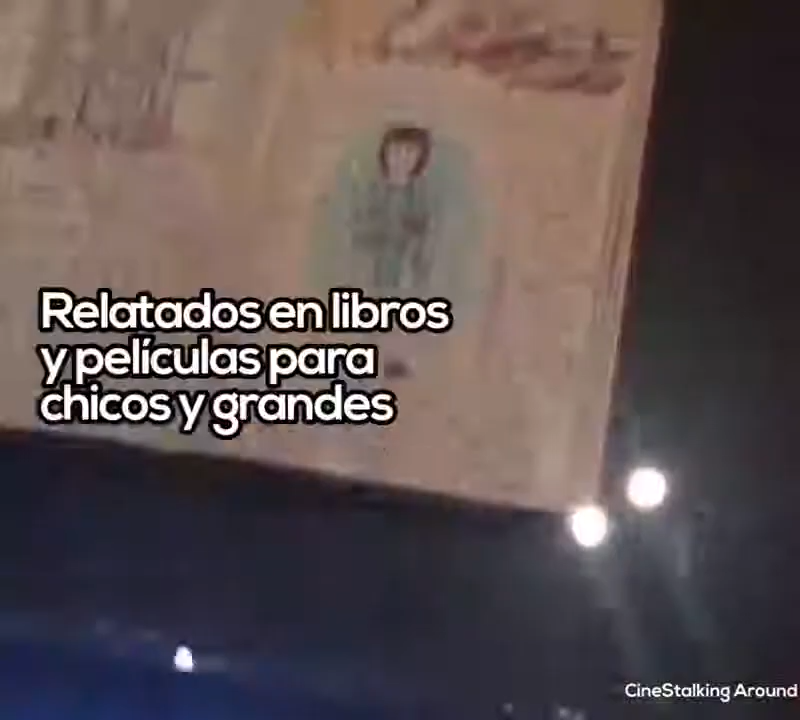 Relatados en libros
y películas para
chicos y grandes
CineStalking Around